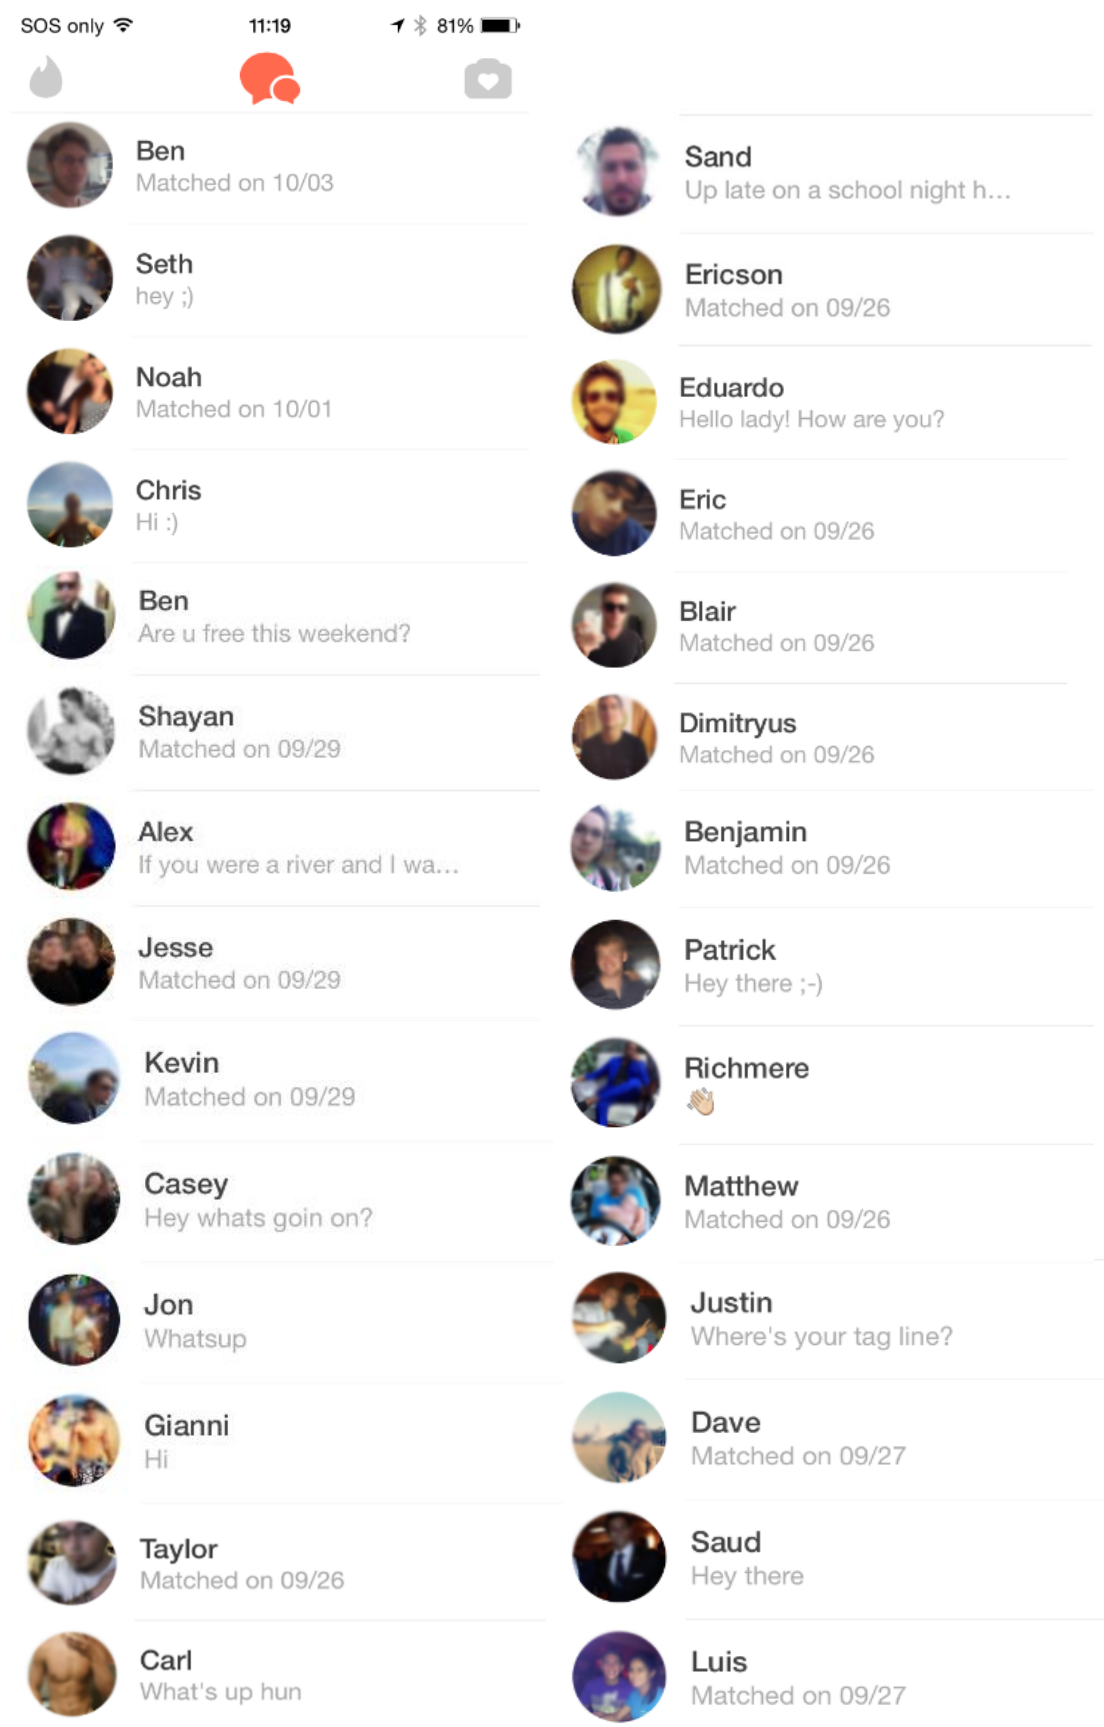 SOS only 11:19 81%
Ben
Matched on 10/03
Seth
hey ;)
Noah
Matched on 10/01
Chris
Hi :)
Ben
Are u free this weekend?
Shayan
Matched on 09/29
Alex
If you were a river and I wa...
Jesse
Matched on 09/29
Kevin
Matched on 09/29
Casey
Hey whats goin on?
Jon
Whatsup
Gianni
Hi
Taylor
Matched on 09/26
Carl
What's up hun
Sand
Up late on a school night h...
Ericson
Matched on 09/26
Eduardo
Hello lady! How are you?
Eric
Matched on 09/26
Blair
Matched on 09/26
Dimitryus
Matched on 09/26
Benjamin
Matched on 09/26
Patrick
Hey there ;-)
Richmere
👋🏼
Matthew
Matched on 09/26
Justin
Where's your tag line?
Dave
Matched on 09/27
Saud
Hey there
Luis
Matched on 09/27